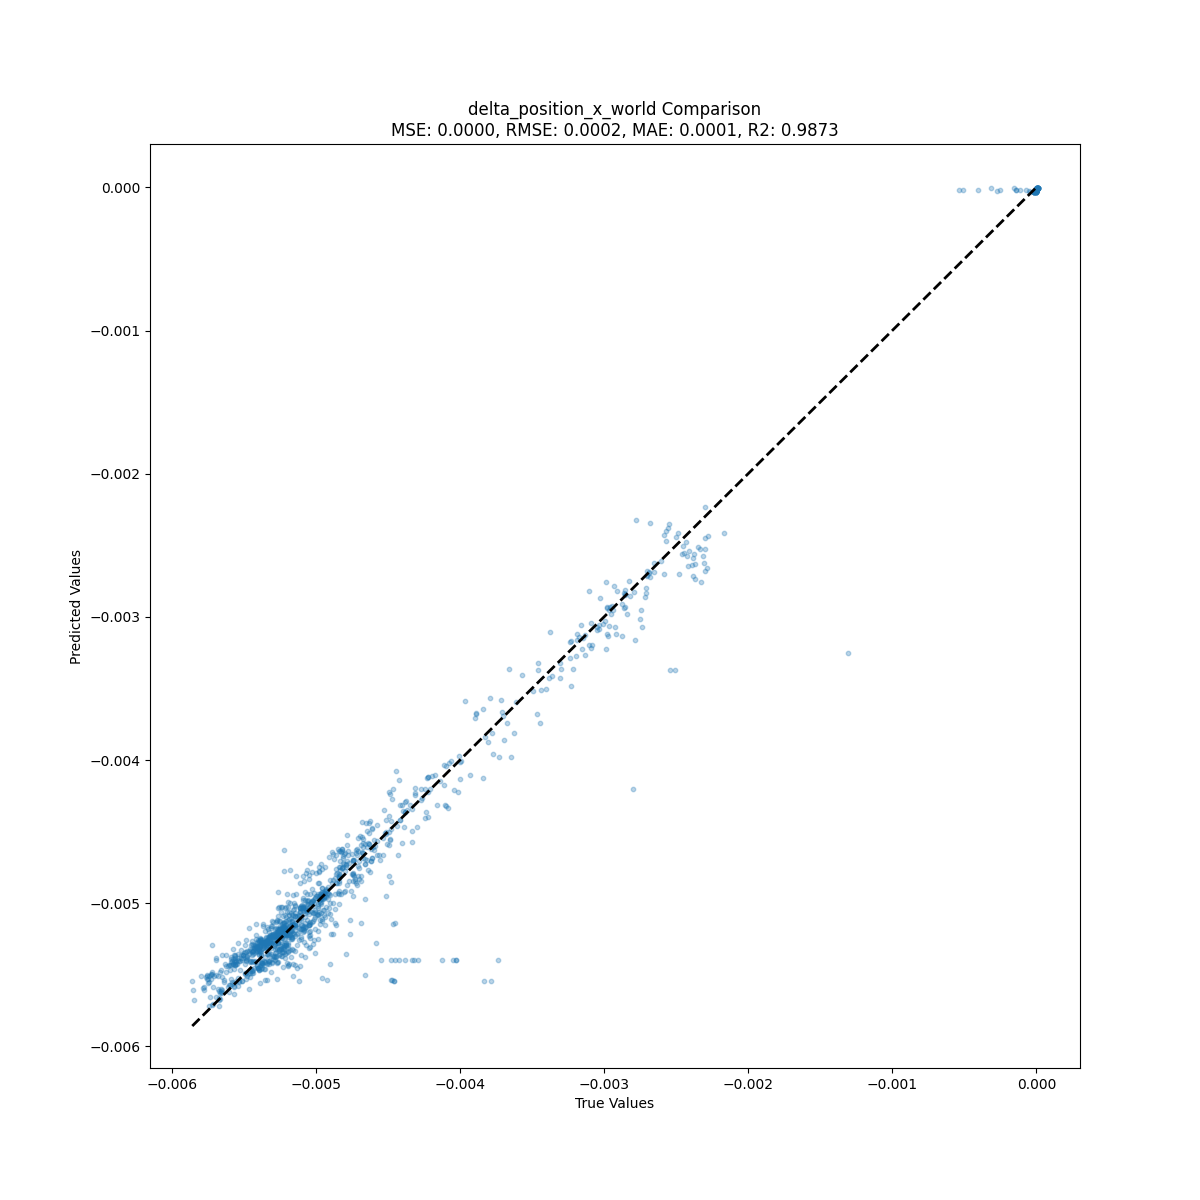 delta_position_x_world Comparison
MSE: 0.0000, RMSE: 0.0002, MAE: 0.0001, R2: 0.9873
0.000
−0.001
−0.002
−0.003
−0.004
−0.005
−0.006
Predicted Values
−0.006 −0.005 −0.004 −0.003 −0.002 −0.001 0.000
True Values